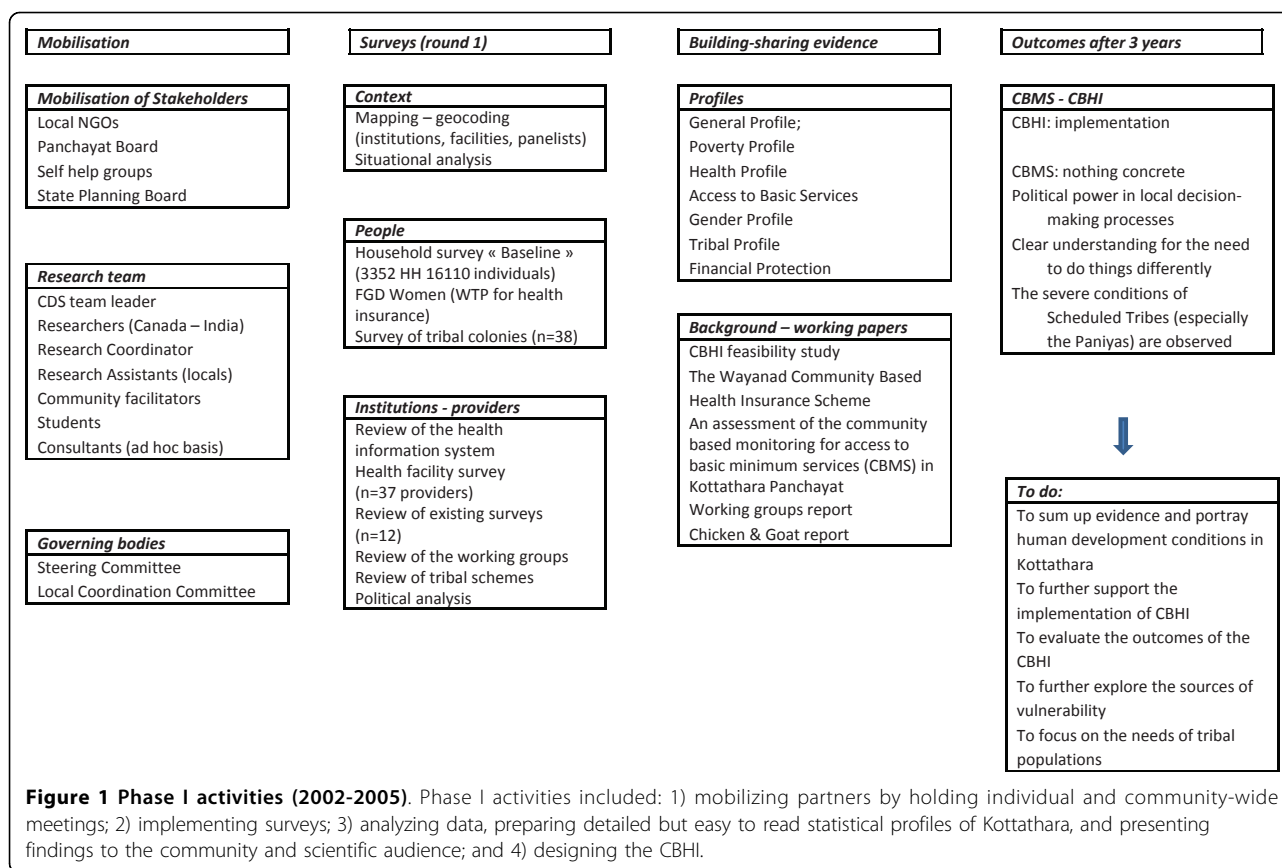 Mobilisation
Mobilisation of Stakeholders
Local NGOs
Panchayat Board
Self help groups
State Planning Board
Research team
CDS team leader
Researchers (Canada – India)
Research Coordinator
Research Assistants (locals)
Community facilitators
Students
Consultants (ad hoc basis)
Governing bodies
Steering Committee
Local Coordination Committee
Surveys (round 1)
Context
Mapping – geocoding
(institutions, facilities, panelists)
Situational analysis
People
Household survey « Baseline »
(3352 HH 16110 individuals)
FGD Women (WTP for health
insurance)
Survey of tribal colonies (n=38)
Institutions - providers
Review of the health
information system
Health facility survey
(n=37 providers)
Review of existing surveys
(n=12)
Review of the working groups
Review of tribal schemes
Political analysis
Building-sharing evidence
Profiles
General Profile;
Poverty Profile
Health Profile
Access to Basic Services
Gender Profile
Tribal Profile
Financial Protection
Background – working papers
CBHI feasibility study
The Wayanad Community Based
Health Insurance Scheme
An assessment of the community
based monitoring for access to
basic minimum services (CBMS) in
Kottathara Panchayat
Working groups report
Chicken & Goat report
Outcomes after 3 years
CBMS - CBHI
CBHI: implementation
CBMS: nothing concrete
Political power in local decision-
making processes
Clear understanding for the need
to do things differently
The severe conditions of
Scheduled Tribes (especially
the Paniyas) are observed
To do:
To sum up evidence and portray
human development conditions in
Kottathara
To further support the
implementation of CBHI
To evaluate the outcomes of the
CBHI
To further explore the sources of
vulnerability
To focus on the needs of tribal
populations
Figure 1 Phase I activities (2002-2005). Phase I activities included: 1) mobilizing partners by holding individual and community-wide
meetings; 2) implementing surveys; 3) analyzing data, preparing detailed but easy to read statistical profiles of Kottathara, and presenting
findings to the community and scientific audience; and 4) designing the CBHI.